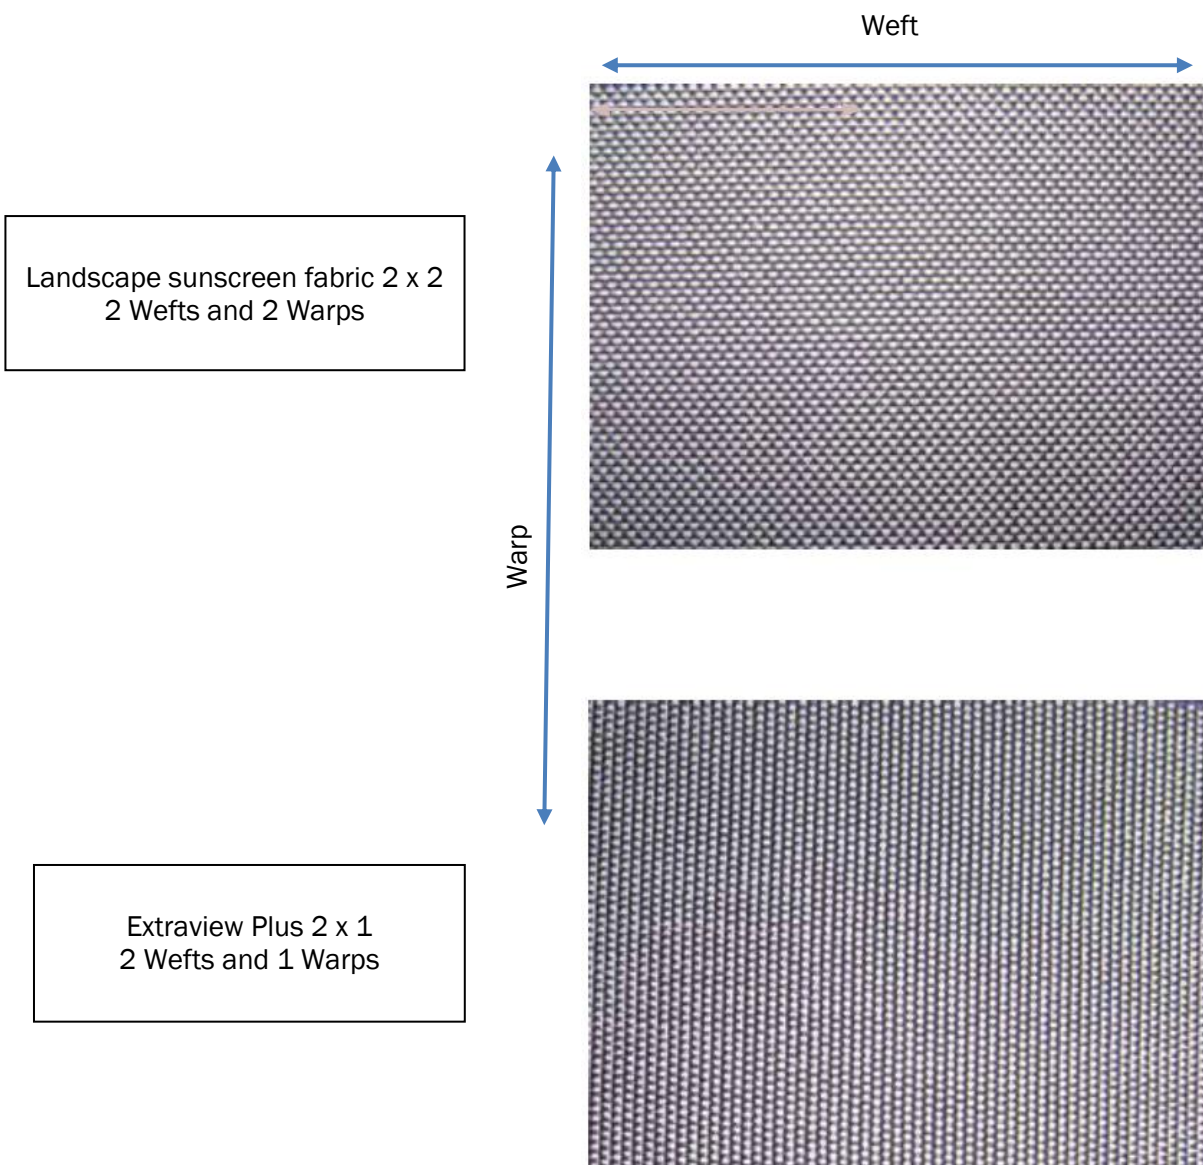 Weft
Landscape sunscreen fabric 2 x 2
2 Wefts and 2 Warps
Warp
Extraview Plus 2 x 1
2 Wefts and 1 Warps